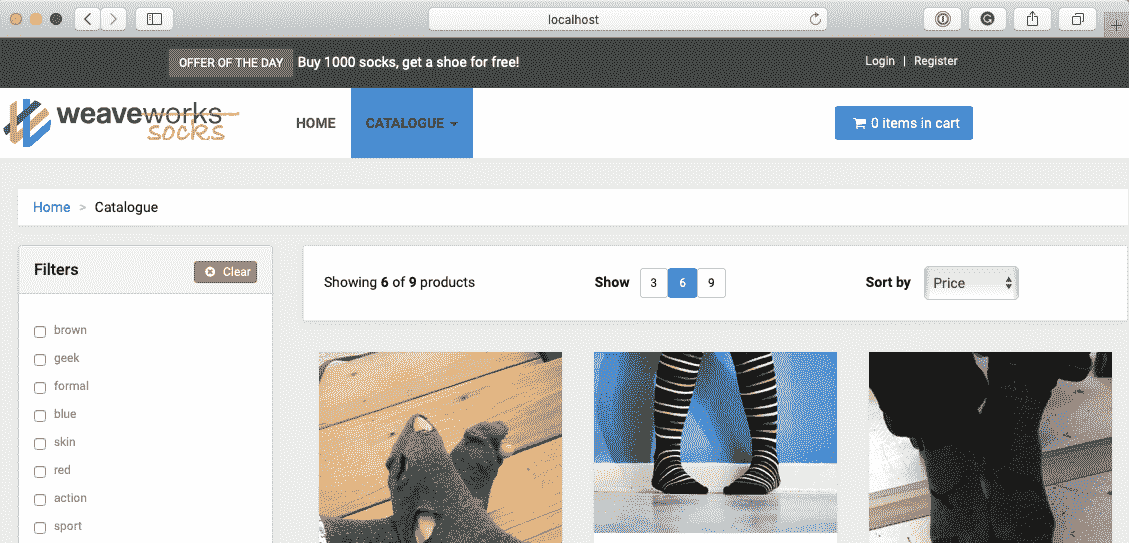 localhost
OFFER OF THE DAY Buy 1000 socks, get a shoe for free!
Login | Register
weaveworks
socks
HOME
CATALOGUE
0 items in cart
Home > Catalogue
Filters
Clear
Showing 6 of 9 products
Show 3 6 9
Sort by Price
brown
geek
formal
blue
skin
red
action
sport